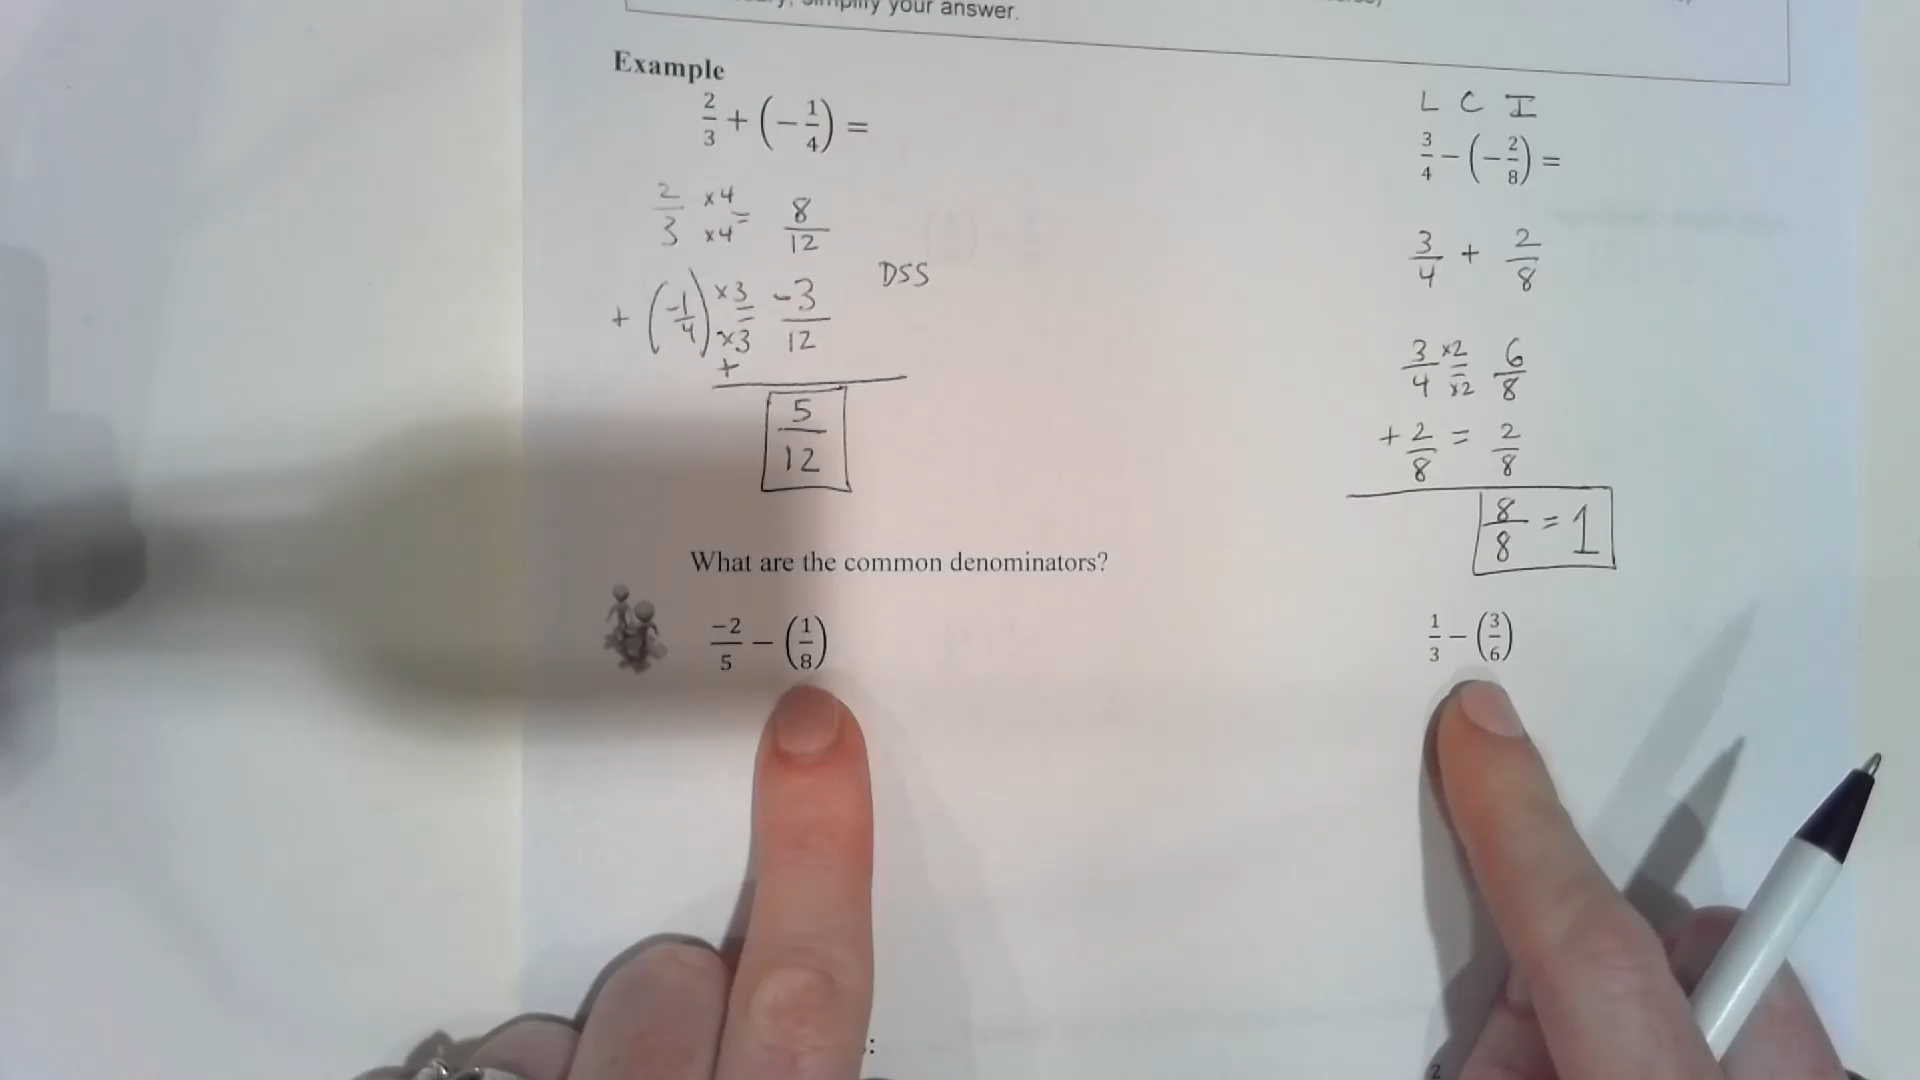 simplify your answer.
Example
2/3 + (−1/4) =
2/3 ×4/×4 = 8/12
DSS
+ (−1/4) ×3/×3 = −3/12
+
5/12
L C I
3/4 − (−2/8) =
3/4 + 2/8
3/4 ×2/×2 = 6/8
+ 2/8 = 2/8
8/8 = 1
What are the common denominators?
−2/5 − (1/8)
1/3 − (3/6)
:
2